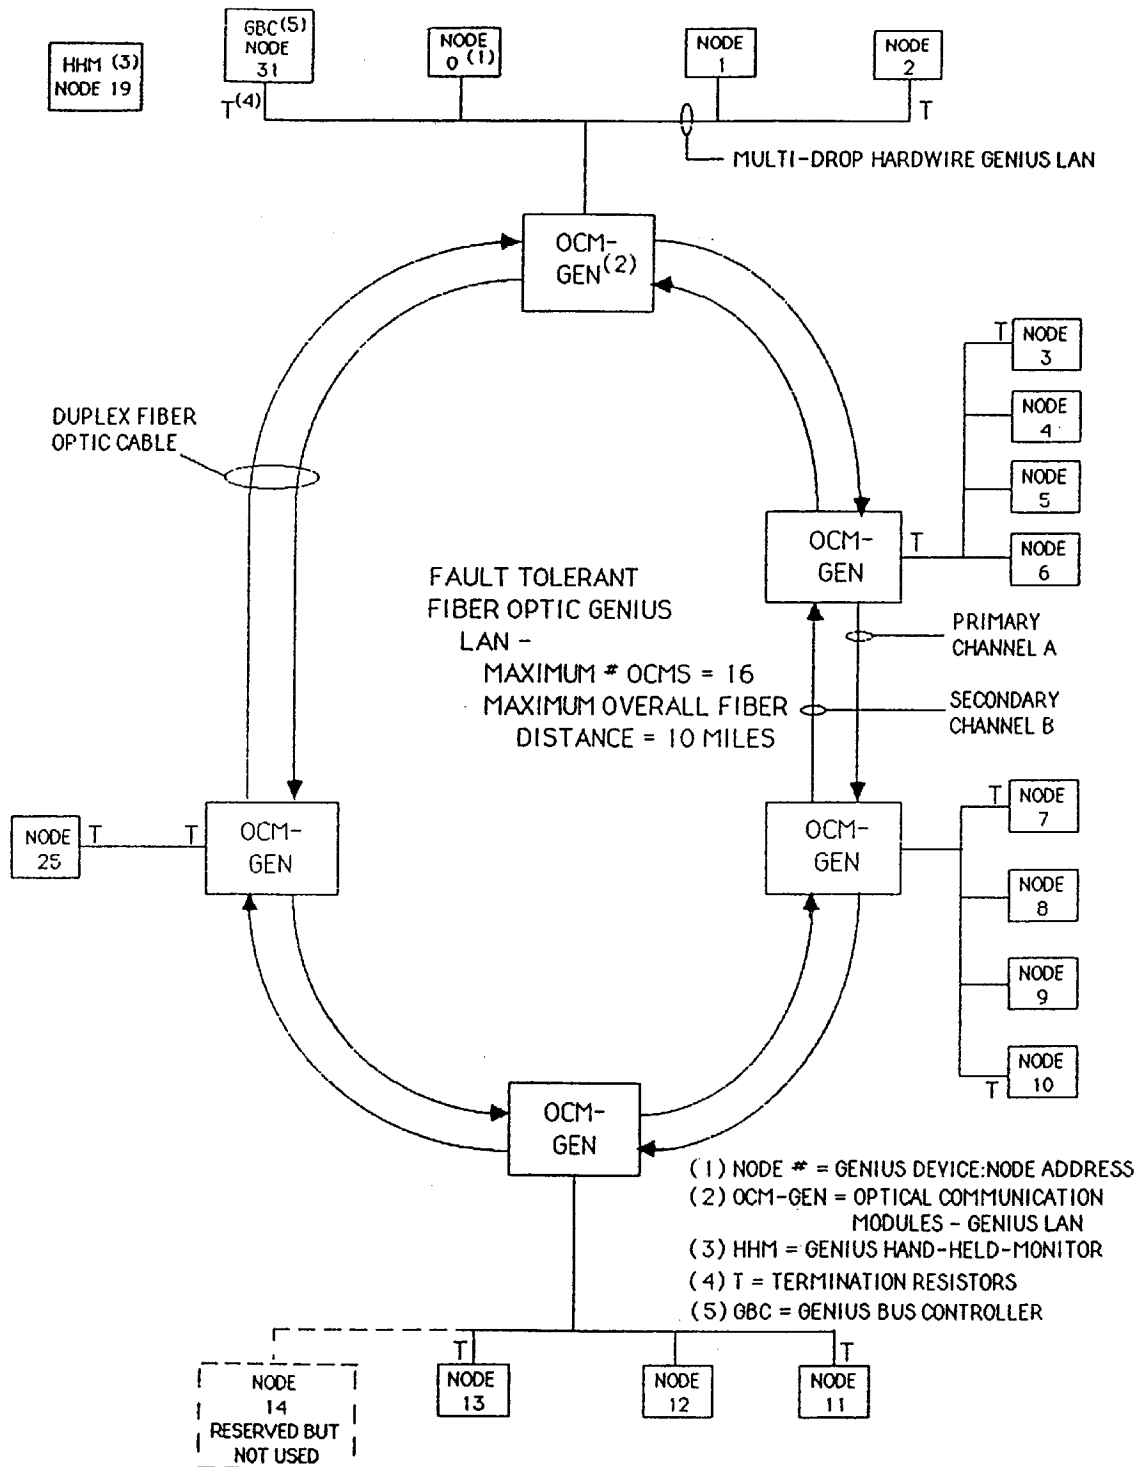 HHM (3)
NODE 19
GBC(5)
NODE
31
T(4)
NODE
0 (1)
NODE
1
NODE
2
T
MULTI-DROP HARDWIRE GENIUS LAN
OCM-
GEN(2)
DUPLEX FIBER
OPTIC CABLE
T
NODE
3
NODE
4
NODE
5
NODE
6
OCM-
GEN
T
FAULT TOLERANT
FIBER OPTIC GENIUS
LAN -
MAXIMUM # OCMS = 16
MAXIMUM OVERALL FIBER
DISTANCE = 10 MILES
PRIMARY
CHANNEL A
SECONDARY
CHANNEL B
NODE
25
T
T
OCM-
GEN
OCM-
GEN
T
NODE
7
NODE
8
NODE
9
T
NODE
10
OCM-
GEN
(1) NODE # = GENIUS DEVICE:NODE ADDRESS
(2) OCM-GEN = OPTICAL COMMUNICATION
MODULES - GENIUS LAN
(3) HHM = GENIUS HAND-HELD-MONITOR
(4) T = TERMINATION RESISTORS
(5) GBC = GENIUS BUS CONTROLLER
NODE
14
RESERVED BUT
NOT USED
T
NODE
13
NODE
12
T
NODE
11